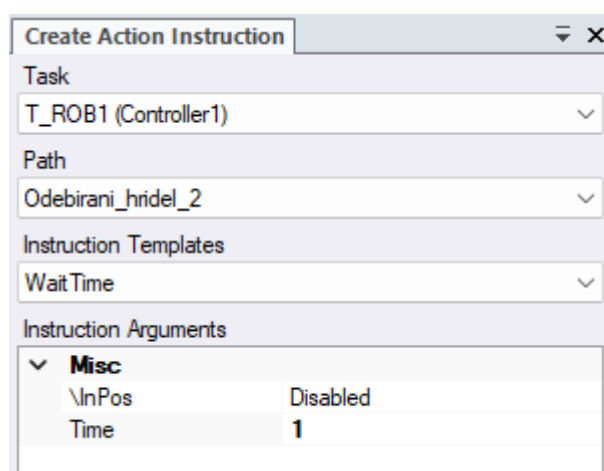 Create Action Instruction
Task
T_ROB1 (Controller1)
Path
Odebirani_hridel_2
Instruction Templates
WaitTime
Instruction Arguments
Misc
\InPos Disabled
Time 1